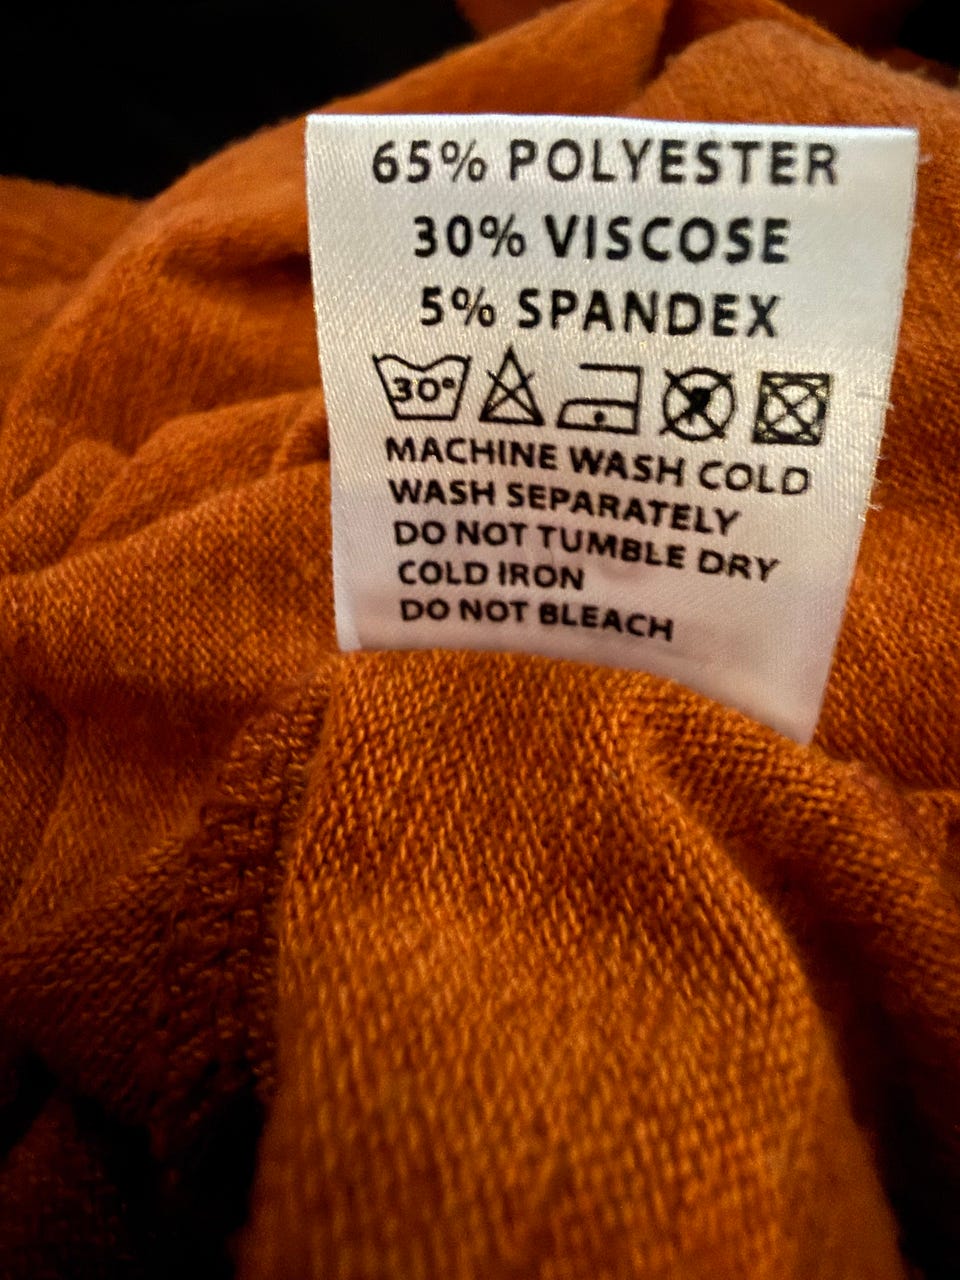 65% POLYESTER
30% VISCOSE
5% SPANDEX
30°
MACHINE WASH COLD
WASH SEPARATELY
DO NOT TUMBLE DRY
COLD IRON
DO NOT BLEACH